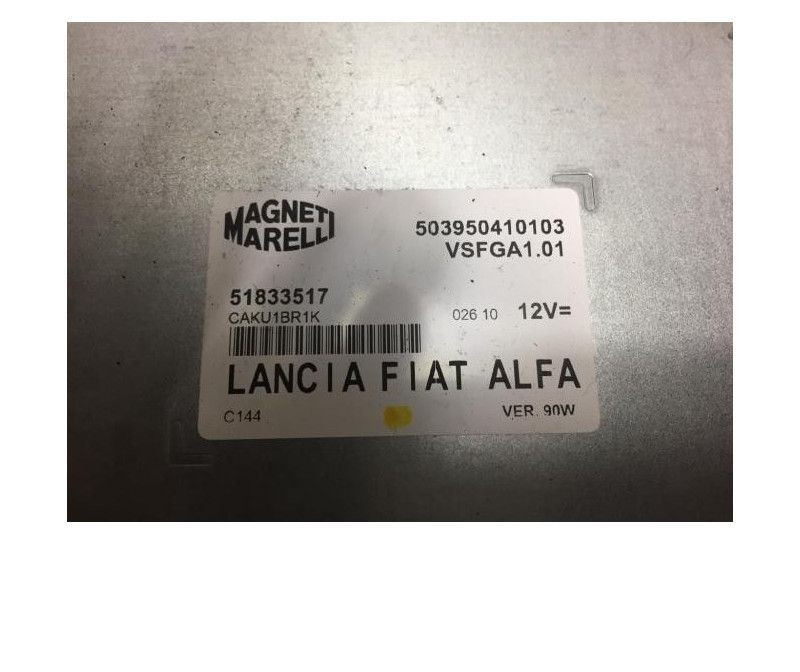 MAGNETI
MARELLI
503950410103
VSFGA1.01
51833517
CAKU1BR1K
026 10 12V=
LANCIA FIAT ALFA
C144 VER. 90W